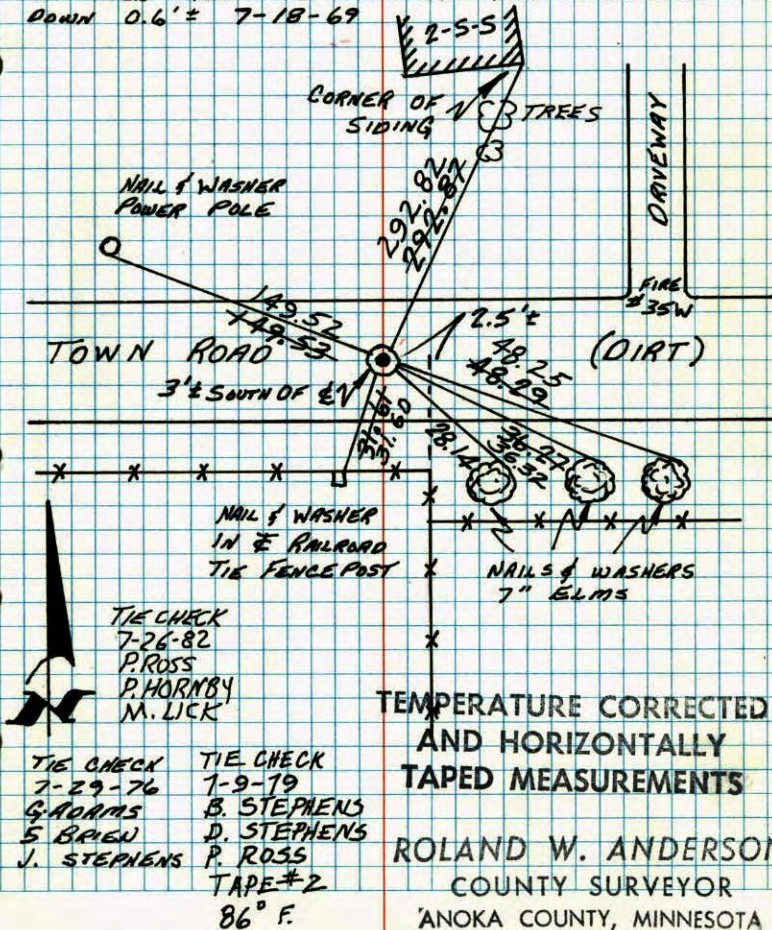 DOWN 0.6'± 7-18-69
2-S-S
CORNER OF
SIDING
TREES
DRIVEWAY
NAIL & WASHER
POWER POLE
292.82
292.87
FIRE
#35W
149.52
149.53
2.5'±
TOWN ROAD
48.25
48.29
(DIRT)
3'± SOUTH OF ℄
31.61
31.60
28.14
36.27
36.32
NAIL & WASHER
IN ℄ RAILROAD
TIE FENCE POST
NAILS & WASHERS
7" ELMS
TIE CHECK
7-26-82
P. ROSS
P. HORNBY
M. LICK
N
TIE CHECK
7-29-76
G. ADAMS
S BRIEN
J. STEPHENS
TIE CHECK
7-9-79
B. STEPHENS
D. STEPHENS
P. ROSS
TAPE #2
86° F.
TEMPERATURE CORRECTED
AND HORIZONTALLY
TAPED MEASUREMENTS
ROLAND W. ANDERSON
COUNTY SURVEYOR
ANOKA COUNTY, MINNESOTA